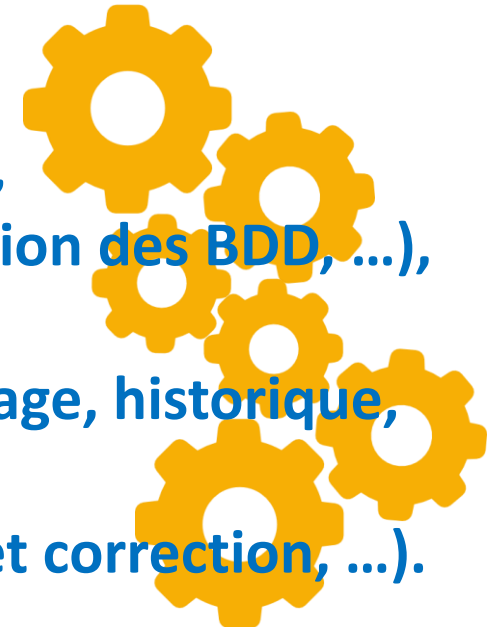 ,
ion des BDD, ...),
age, historique,
et correction, ...).